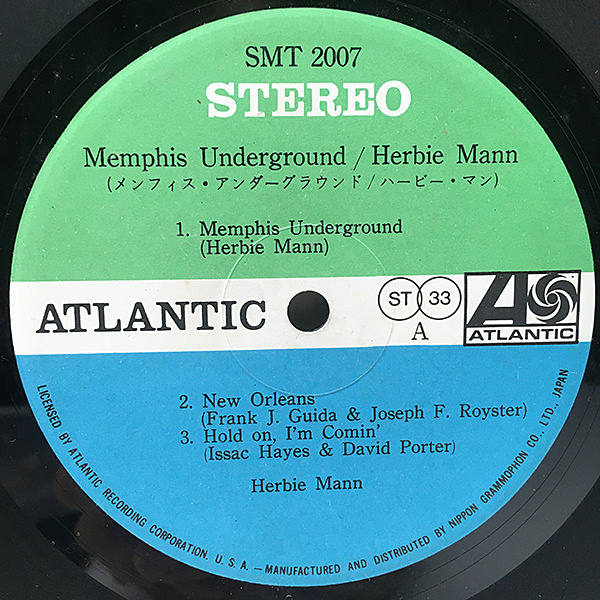 SMT 2007
STEREO
Memphis Underground / Herbie Mann
(メンフィス・アンダーグラウンド/ハービー・マン)
1. Memphis Underground
(Herbie Mann)
ATLANTIC
ST 33
A
ATLANTIC
2. New Orleans
(Frank J. Guida & Joseph F. Royster)
3. Hold on, I'm Comin'
(Issac Hayes & David Porter)
Herbie Mann
LICENSED BY ATLANTIC RECORDING CORPORATION. U. S. A. — MANUFACTURED AND DISTRIBUTED BY NIPPON GRAMMOPHON CO., LTD., JAPAN